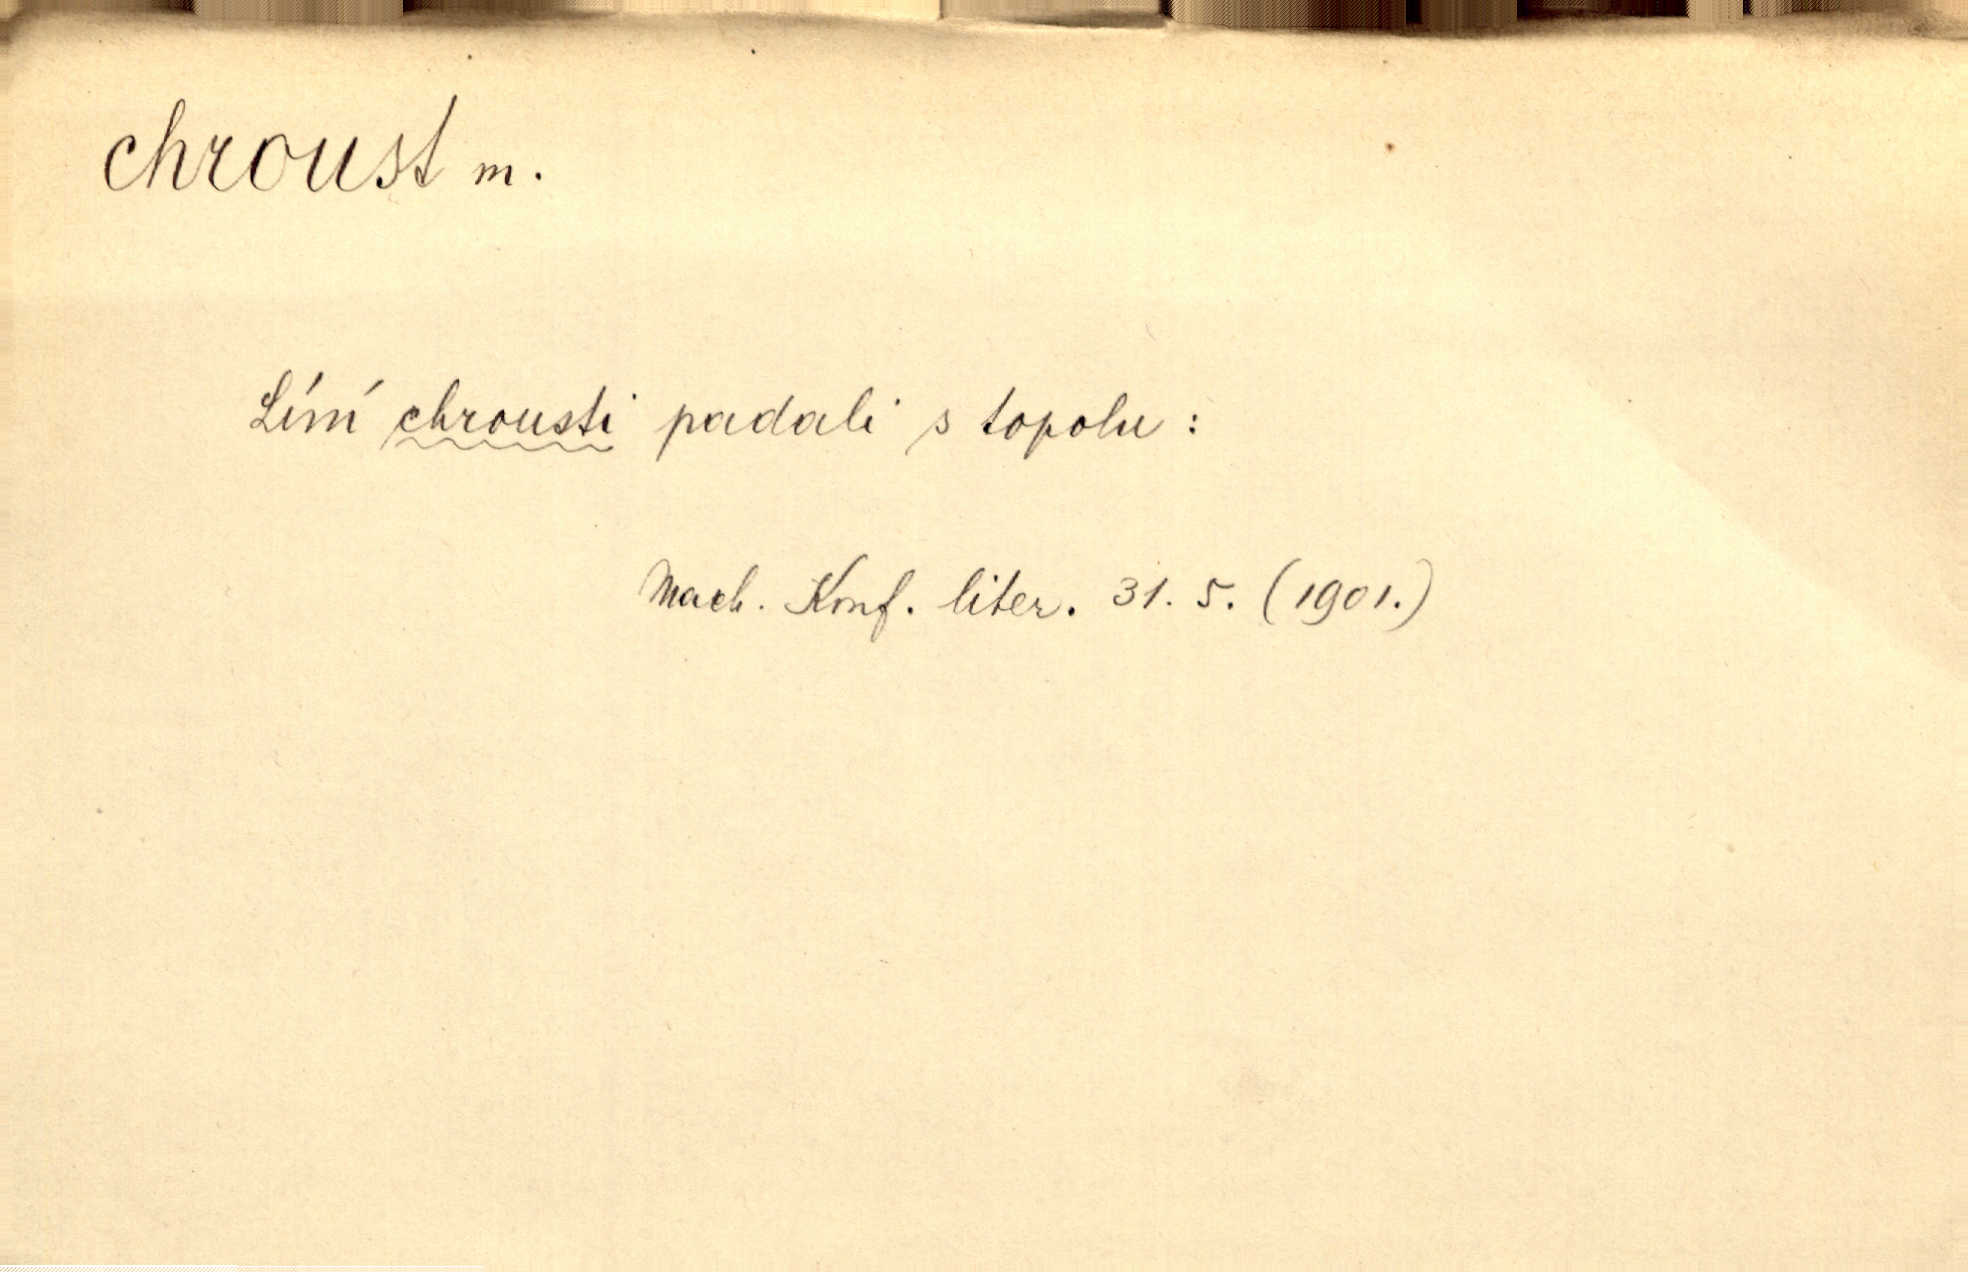 chroust m.
Líní chrousti padali s topolu:
Mach. Konf. liter. 31. 5. (1901.)